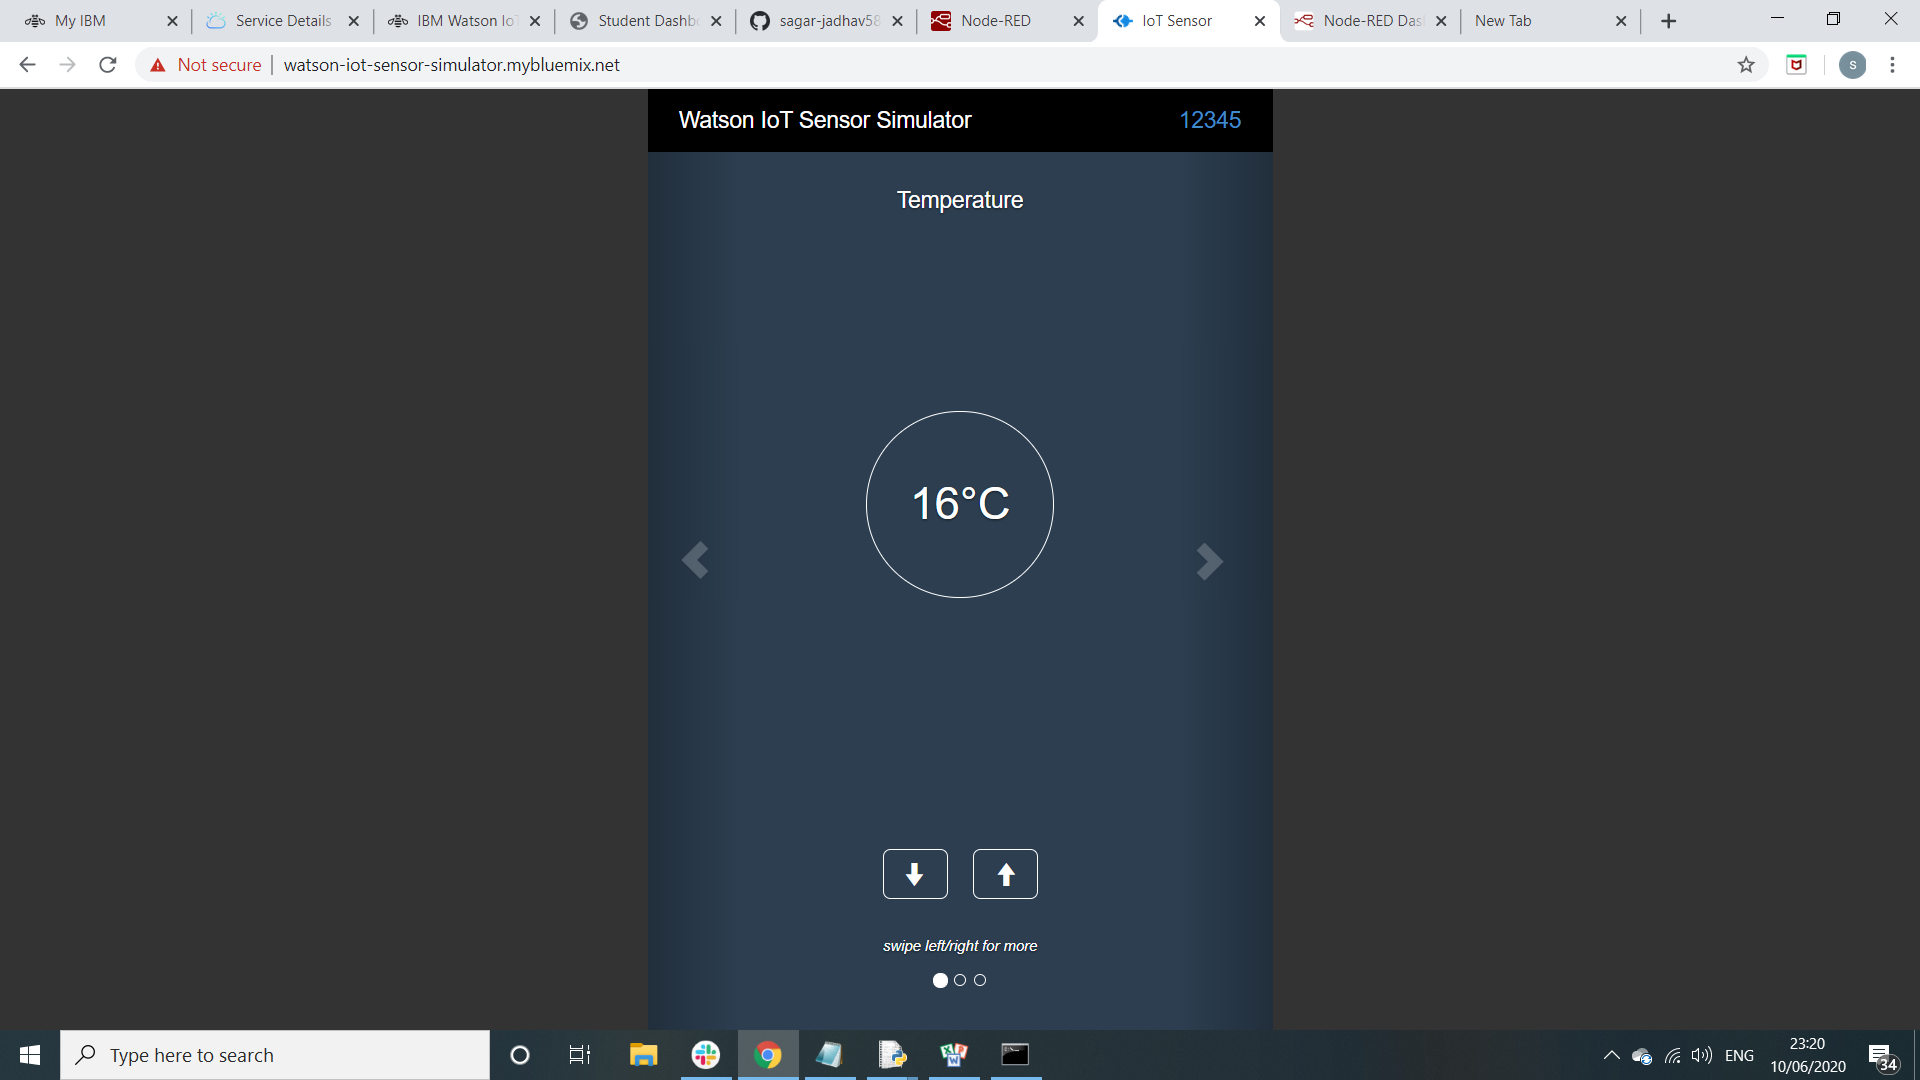 My IBM
Service Details
IBM Watson IoT
Student Dashb
sagar-jadhav58
Node-RED
IoT Sensor
Node-RED Das
New Tab
Not secure
watson-iot-sensor-simulator.mybluemix.net
s
Watson IoT Sensor Simulator
12345
Temperature
16°C
swipe left/right for more
Type here to search
ENG
23:20
10/06/2020
34